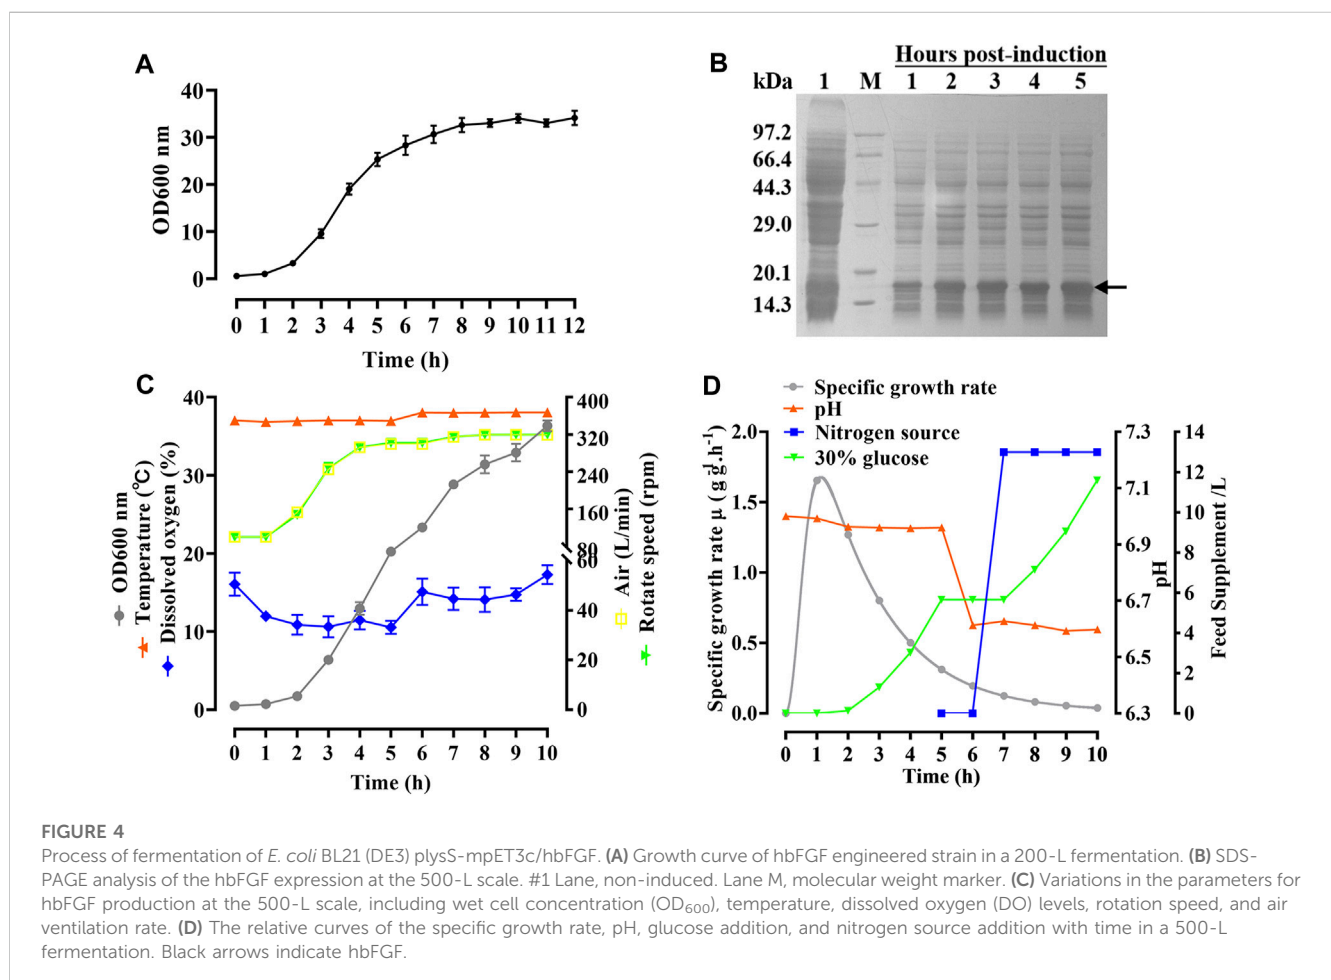 A
OD600 nm
40
30
20
10
0
0 1 2 3 4 5 6 7 8 9 10 11 12
Time (h)
B
Hours post-induction
kDa 1 M 1 2 3 4 5
97.2
66.4
44.3
29.0
20.1
14.3
C
OD600 nm
Temperature (℃)
Dissolved oxygen (%)
40
30
20
10
0
400
320
240
160
80
60
40
20
0
Air (L/min)
Rotate speed (rpm)
0 1 2 3 4 5 6 7 8 9 10
Time (h)
D
Specific growth rate
pH
Nitrogen source
30% glucose
Specific growth rate μ (g.g-1.h-1)
2.0
1.5
1.0
0.5
0.0
7.3
7.1
6.9
6.7
6.5
6.3
pH
14
12
10
8
6
4
2
0
Feed Supplement /L
0 1 2 3 4 5 6 7 8 9 10
Time (h)
FIGURE 4
Process of fermentation of E. coli BL21 (DE3) plysS-mpET3c/hbFGF. (A) Growth curve of hbFGF engineered strain in a 200-L fermentation. (B) SDS-
PAGE analysis of the hbFGF expression at the 500-L scale. #1 Lane, non-induced. Lane M, molecular weight marker. (C) Variations in the parameters for
hbFGF production at the 500-L scale, including wet cell concentration (OD600), temperature, dissolved oxygen (DO) levels, rotation speed, and air
ventilation rate. (D) The relative curves of the specific growth rate, pH, glucose addition, and nitrogen source addition with time in a 500-L
fermentation. Black arrows indicate hbFGF.